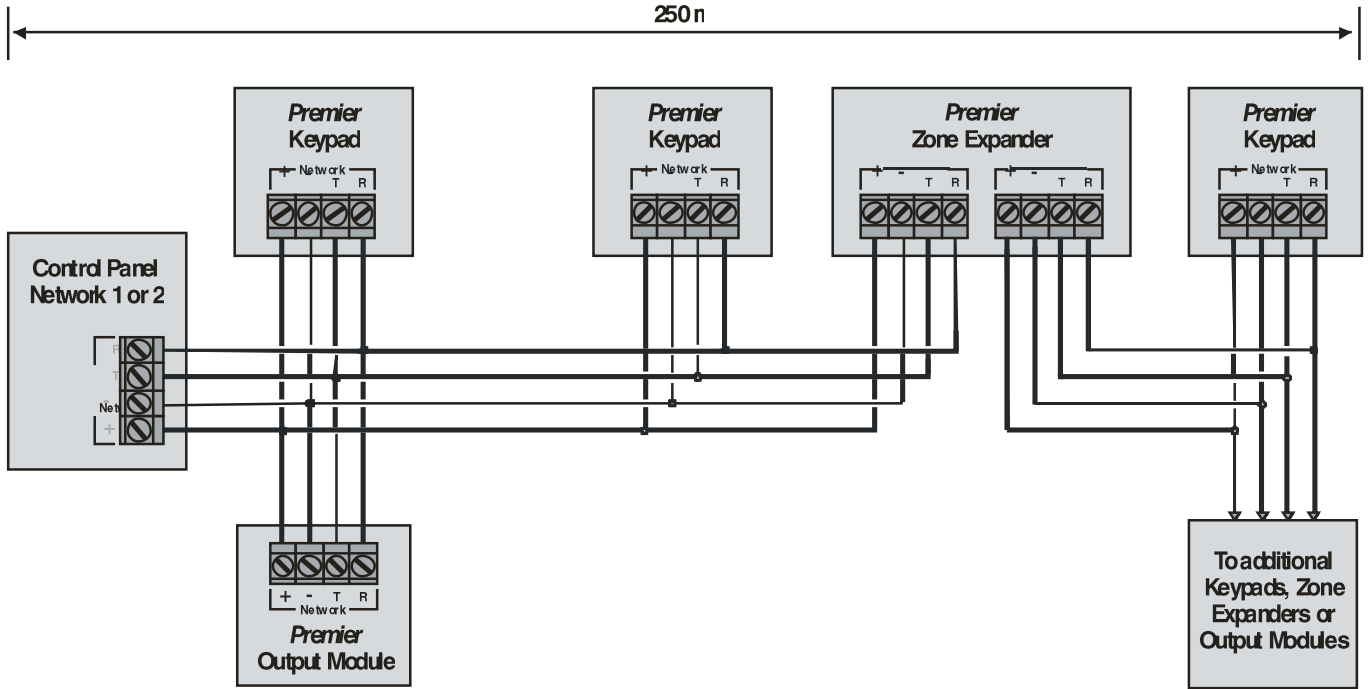 250 m
Premier
Keypad
+ Network
T R
Premier
Keypad
+ Network
T R
Premier
Zone Expander
+ - T R
+ - T R
Premier
Keypad
+ Network
T R
Control Panel
Network 1 or 2
R
T
- Net
+
+ - T R
Network
Premier
Output Module
To additional
Keypads, Zone
Expanders or
Output Modules